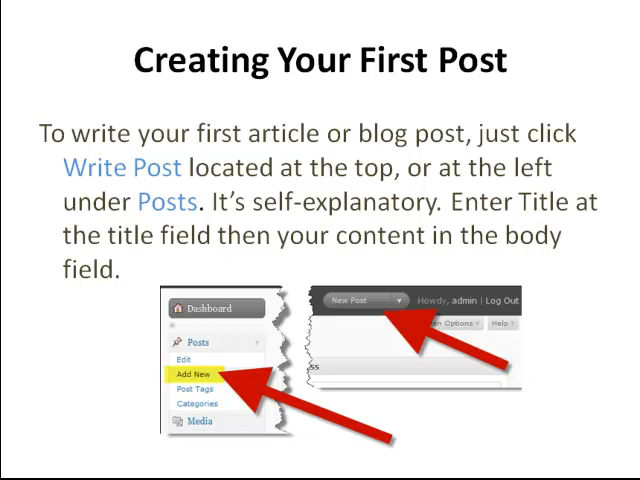 Creating Your First Post
To write your first article or blog post, just click
Write Post located at the top, or at the left
under Posts. It's self-explanatory. Enter Title at
the title field then your content in the body
field.
Dashboard
Posts
Edit
Add New
Post Tags
Categories
Media
New Post
Howdy, admin | Log Out
en Options
Help
ss